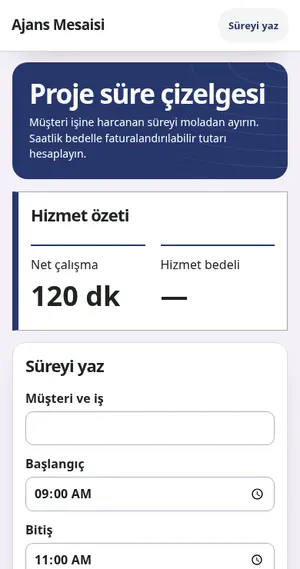 Ajans Mesaisi
Süreyi yaz
Proje süre çizelgesi
Müşteri işine harcanan süreyi moladan ayırın.
Saatlik bedelle faturalandırılabilir tutarı
hesaplayın.
Hizmet özeti
Net çalışma
Hizmet bedeli
120 dk
—
Süreyi yaz
Müşteri ve iş
Başlangıç
09:00 AM
Bitiş
11:00 AM